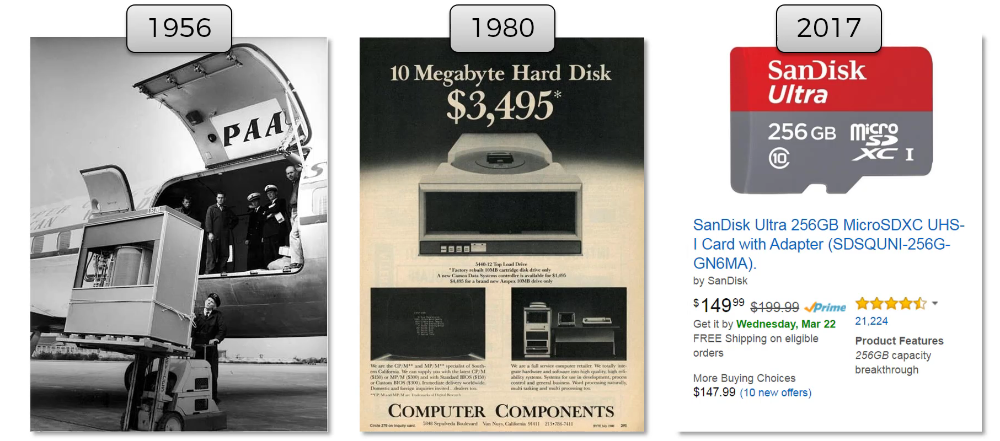 1956
PAA
IBM
1980
10 Megabyte Hard Disk
$3,495*
5440-12 Top Load Drive
* Factory rebuilt 10MB cartridge disk drive only
A new Cameo Data Systems controller is available for $1,495
$4,495 for a brand new Ampex 10MB drive only
We are the CP/M** and MP/M** specialist of South-
ern California. We can supply you with the latest CP/M
($150) or MP/M ($300) and with Standard BIOS ($150)
or Custom BIOS ($300). Immediate delivery worldwide.
Domestic and foreign inquiries invited...dealers too.
**CP/M and MP/M are Trademarks of Digital Research
We are a full service computer retailer. We totally inte-
grate hardware and software into high quality, high reli-
ability systems. Systems for use in development, process
control and general business. Word processing naturally,
multi tasking and multi processing too.
COMPUTER COMPONENTS
Circle 279 on inquiry card.
5848 Sepulveda Boulevard Van Nuys, California 91411 213•786-7411
BYTE July 1980 291
2017
SanDisk
Ultra
256 GB micro SD XC I
10
SanDisk Ultra 256GB MicroSDXC UHS-
I Card with Adapter (SDSQUNI-256G-
GN6MA).
by SanDisk
$149.99 $199.99 Prime
21,224
Get it by Wednesday, Mar 22
FREE Shipping on eligible
orders
Product Features
256GB capacity
breakthrough
More Buying Choices
$147.99 (10 new offers)